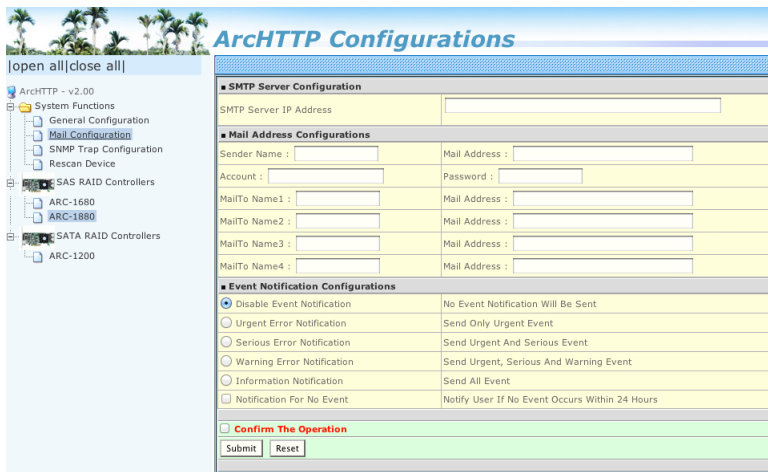 ArcHTTP Configurations
|open all|close all|
ArcHTTP - v2.00
System Functions
General Configuration
Mail Configuration
SNMP Trap Configuration
Rescan Device
SAS RAID Controllers
ARC-1680
ARC-1880
SATA RAID Controllers
ARC-1200
SMTP Server Configuration
SMTP Server IP Address
Mail Address Configurations
Sender Name : Mail Address :
Account : Password :
MailTo Name1 : Mail Address :
MailTo Name2 : Mail Address :
MailTo Name3 : Mail Address :
MailTo Name4 : Mail Address :
Event Notification Configurations
Disable Event Notification No Event Notification Will Be Sent
Urgent Error Notification Send Only Urgent Event
Serious Error Notification Send Urgent And Serious Event
Warning Error Notification Send Urgent, Serious And Warning Event
Information Notification Send All Event
Notification For No Event Notify User If No Event Occurs Within 24 Hours
Confirm The Operation
Submit Reset